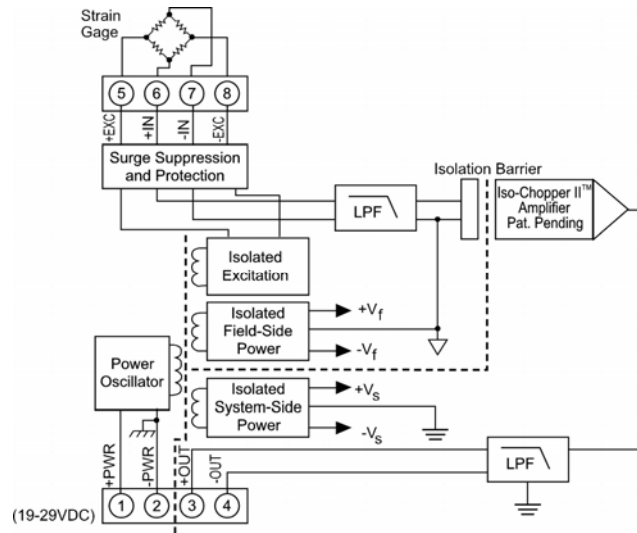 Strain
Gage
5
6
7
8
+EXC
+IN
-IN
-EXC
Surge Suppression
and Protection
LPF
Isolation Barrier
Iso-Chopper II™
Amplifier
Pat. Pending
Isolated
Excitation
Isolated
Field-Side
Power
+Vf
-Vf
Power
Oscillator
Isolated
System-Side
Power
+Vs
-Vs
+PWR
-PWR
+OUT
-OUT
LPF
(19-29VDC)
1
2
3
4